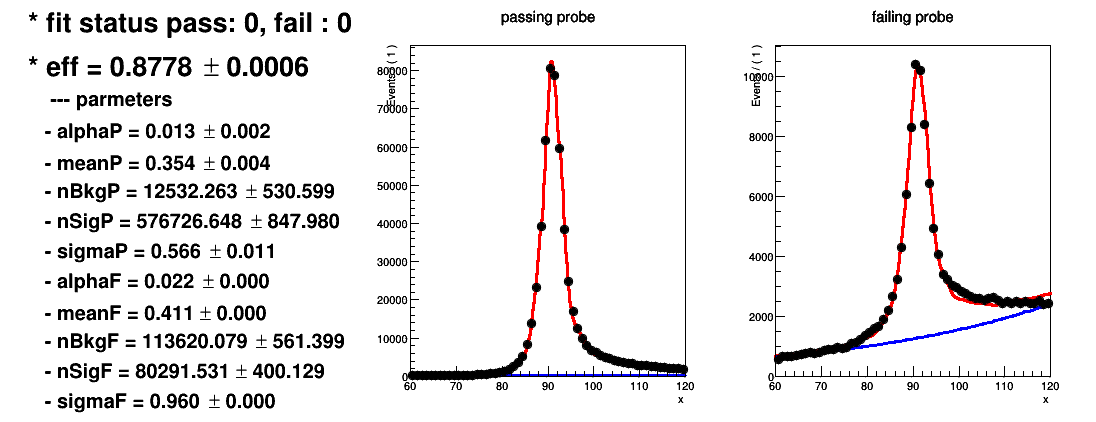 * fit status pass: 0, fail : 0
* eff = 0.8778 ± 0.0006
--- parmeters
- alphaP = 0.013 ± 0.002
- meanP = 0.354 ± 0.004
- nBkgP = 12532.263 ± 530.599
- nSigP = 576726.648 ± 847.980
- sigmaP = 0.566 ± 0.011
- alphaF = 0.022 ± 0.000
- meanF = 0.411 ± 0.000
- nBkgF = 113620.079 ± 561.399
- nSigF = 80291.531 ± 400.129
- sigmaF = 0.960 ± 0.000
passing probe
Events / ( 1 )
80000
70000
60000
50000
40000
30000
20000
10000
0
60 70 80 90 100 110 120
x
failing probe
Events / ( 1 )
10000
8000
6000
4000
2000
0
60 70 80 90 100 110 120
x